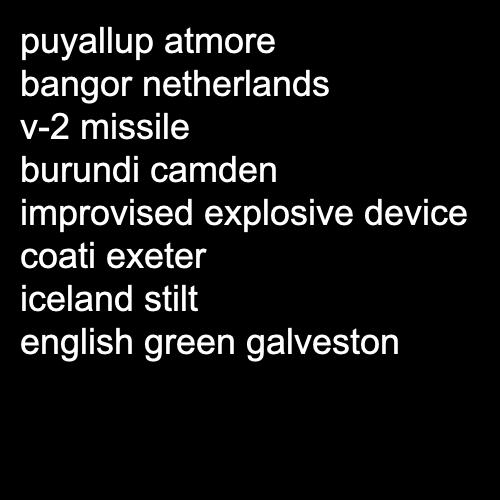 puyallup atmore
bangor netherlands
v-2 missile
burundi camden
improvised explosive device
coati exeter
iceland stilt
english green galveston